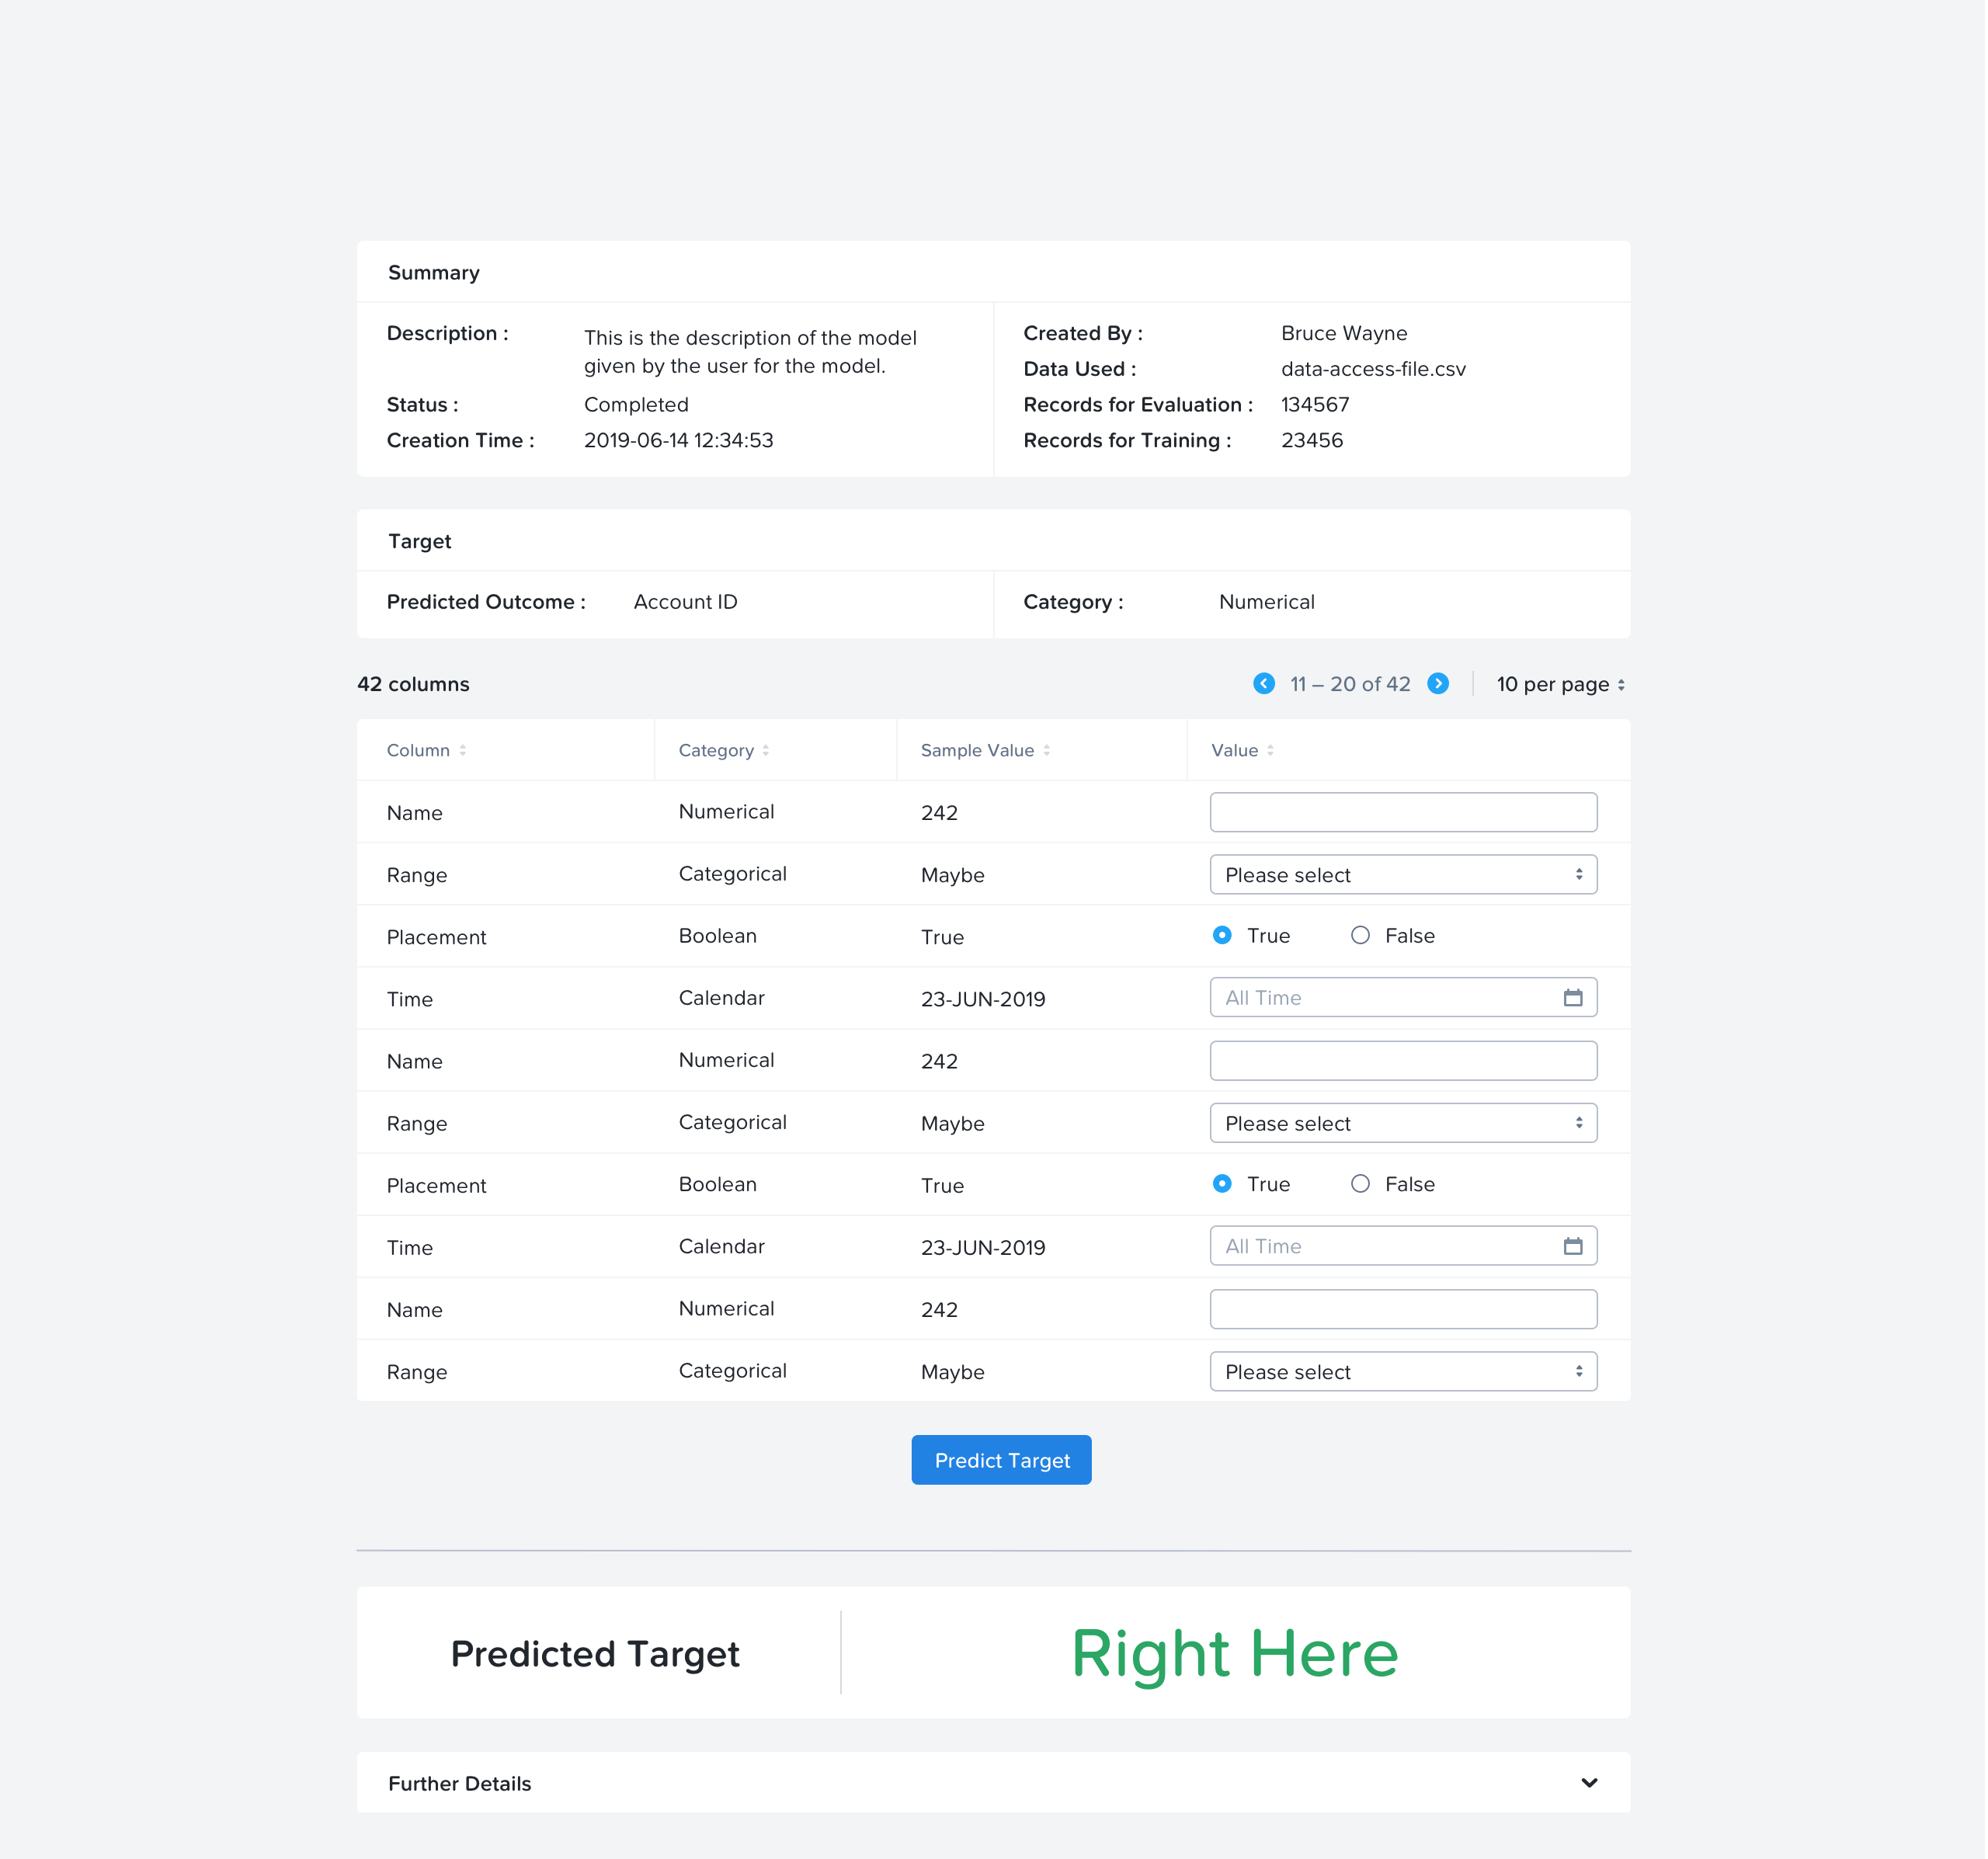 Summary
Description :
This is the description of the model
given by the user for the model.
Status :
Completed
Creation Time :
2019-06-14 12:34:53
Created By :
Bruce Wayne
Data Used :
data-access-file.csv
Records for Evaluation :
134567
Records for Training :
23456
Target
Predicted Outcome :
Account ID
Category :
Numerical
42 columns
11 – 20 of 42
10 per page
Column Category Sample Value Value
Name Numerical 242
Range Categorical Maybe Please select
Placement Boolean True True False
Time Calendar 23-JUN-2019 All Time
Name Numerical 242
Range Categorical Maybe Please select
Placement Boolean True True False
Time Calendar 23-JUN-2019 All Time
Name Numerical 242
Range Categorical Maybe Please select
Predict Target
Predicted Target
Right Here
Further Details